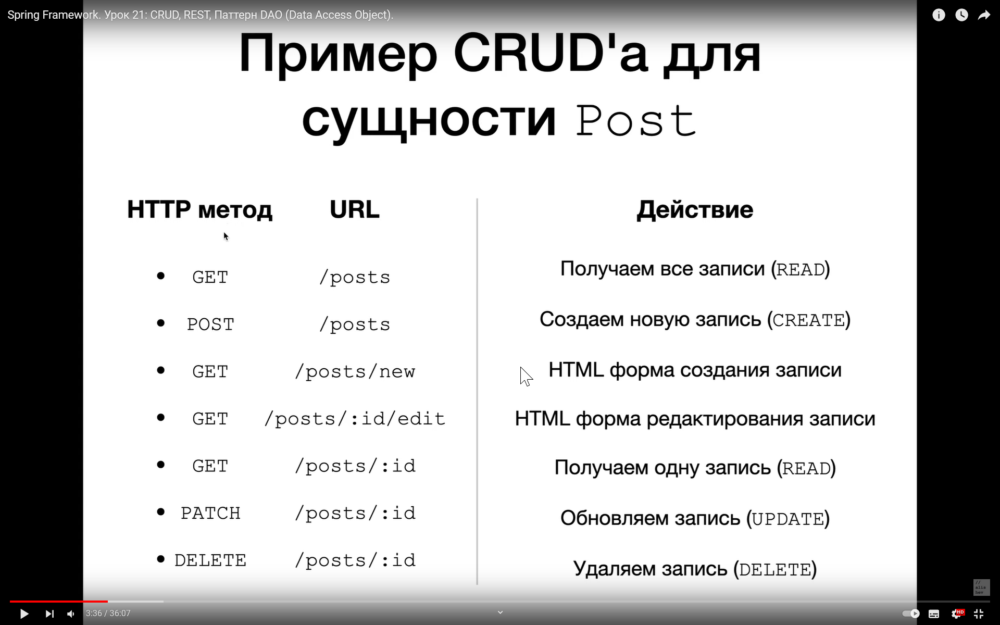 Spring Framework. Урок 21: CRUD, REST, Паттерн DAO (Data Access Object).
Пример CRUD'а для
сущности Post
HTTP метод URL Действие
• GET /posts Получаем все записи (READ)
• POST /posts Создаем новую запись (CREATE)
• GET /posts/new HTML форма создания записи
• GET /posts/:id/edit HTML форма редактирования записи
• GET /posts/:id Получаем одну запись (READ)
• PATCH /posts/:id Обновляем запись (UPDATE)
• DELETE /posts/:id Удаляем запись (DELETE)
//
alis
hev
3:36 / 36:07
HD